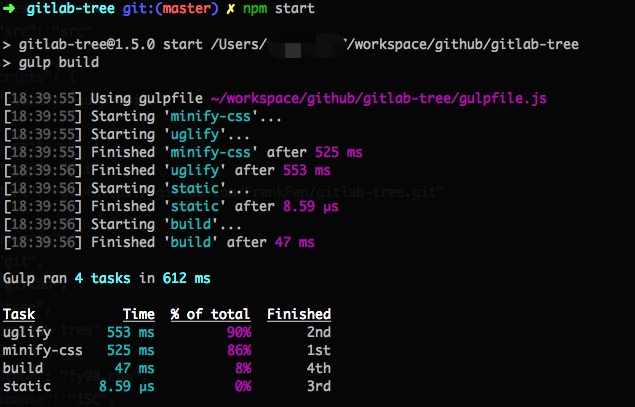 ➜ gitlab-tree git:(master) ✗ npm start
> gitlab-tree@1.5.0 start /Users/ /workspace/github/gitlab-tree
> gulp build
[18:39:55] Using gulpfile ~/workspace/github/gitlab-tree/gulpfile.js
[18:39:55] Starting 'minify-css'...
[18:39:55] Starting 'uglify'...
[18:39:55] Finished 'minify-css' after 525 ms
[18:39:56] Finished 'uglify' after 553 ms
[18:39:56] Starting 'static'...
[18:39:56] Finished 'static' after 8.59 μs
[18:39:56] Starting 'build'...
[18:39:56] Finished 'build' after 47 ms
Gulp ran 4 tasks in 612 ms
Task Time % of total Finished
uglify 553 ms 90% 2nd
minify-css 525 ms 86% 1st
build 47 ms 8% 4th
static 8.59 μs 0% 3rd